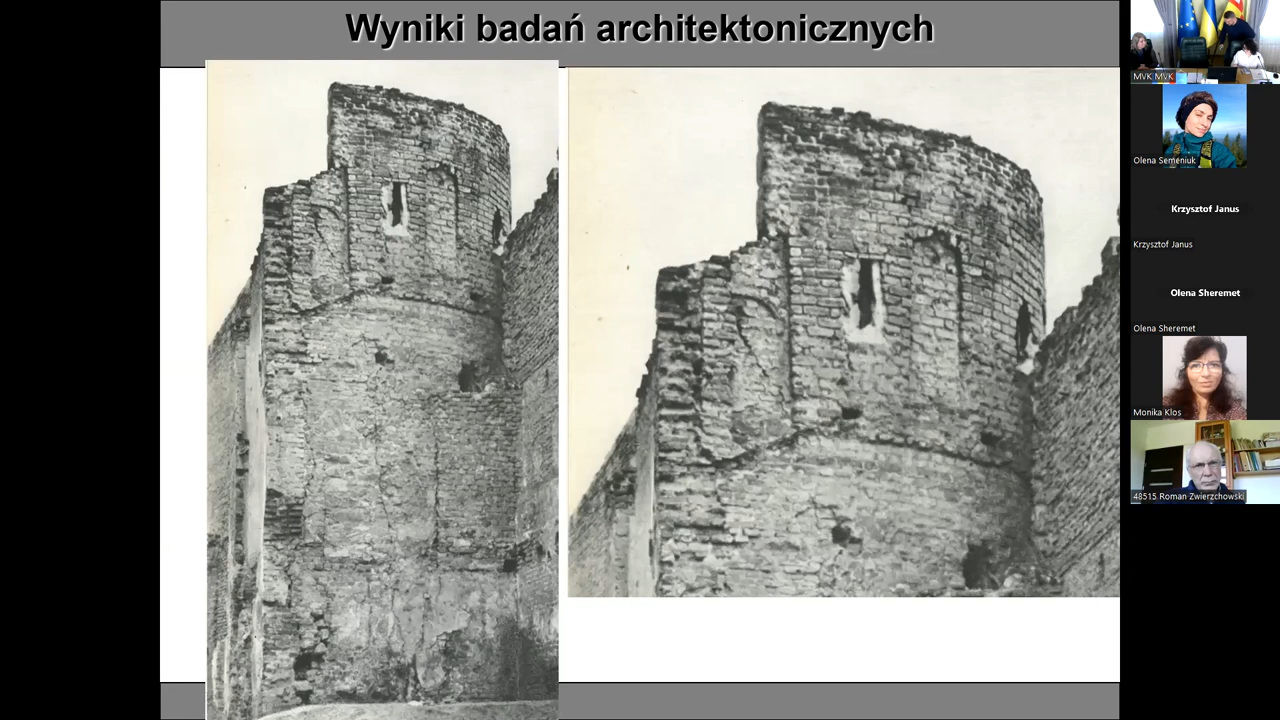 Wyniki badań architektonicznych
MVK MVK
Olena Semeniuk
Krzysztof Janus
Krzysztof Janus
Olena Sheremet
Olena Sheremet
Monika Klos
48515 Roman Zwierzchowski